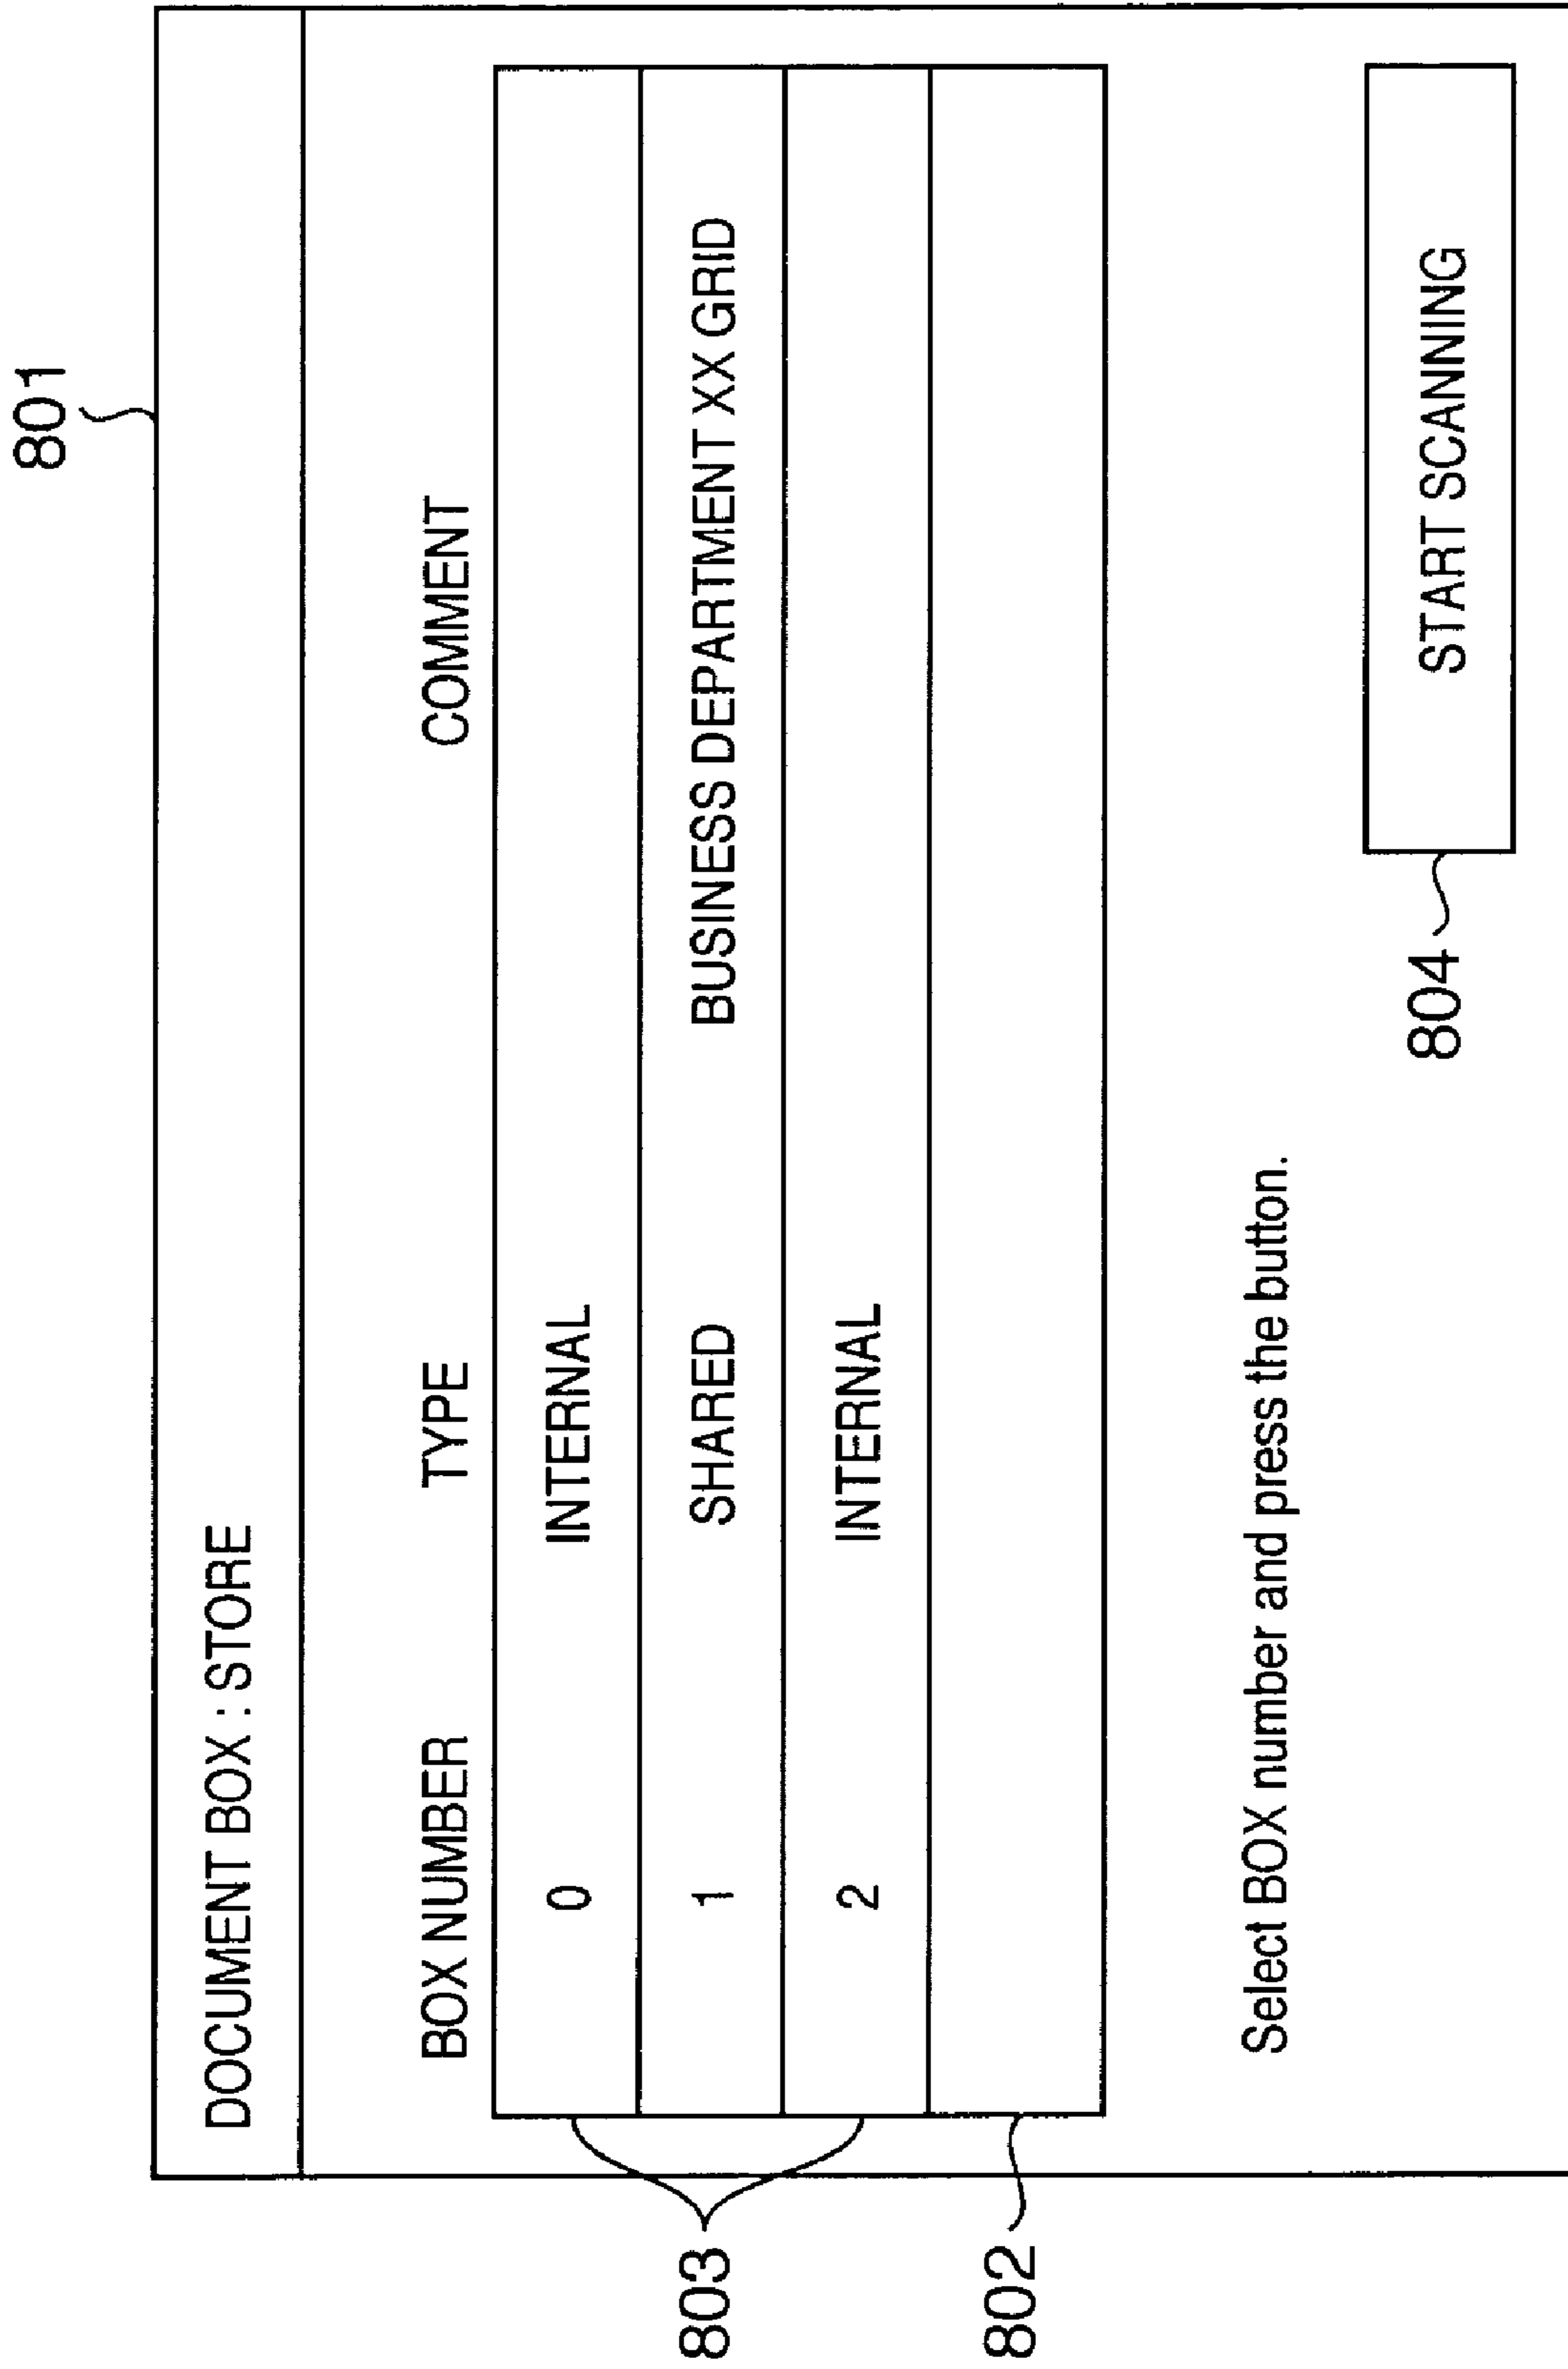 801
DOCUMENT BOX : STORE
BOX NUMBER TYPE COMMENT
0 INTERNAL
1 SHARED BUSINESS DEPARTMENT XX GRID
2 INTERNAL
803
802
Select BOX number and press the button.
804
START SCANNING